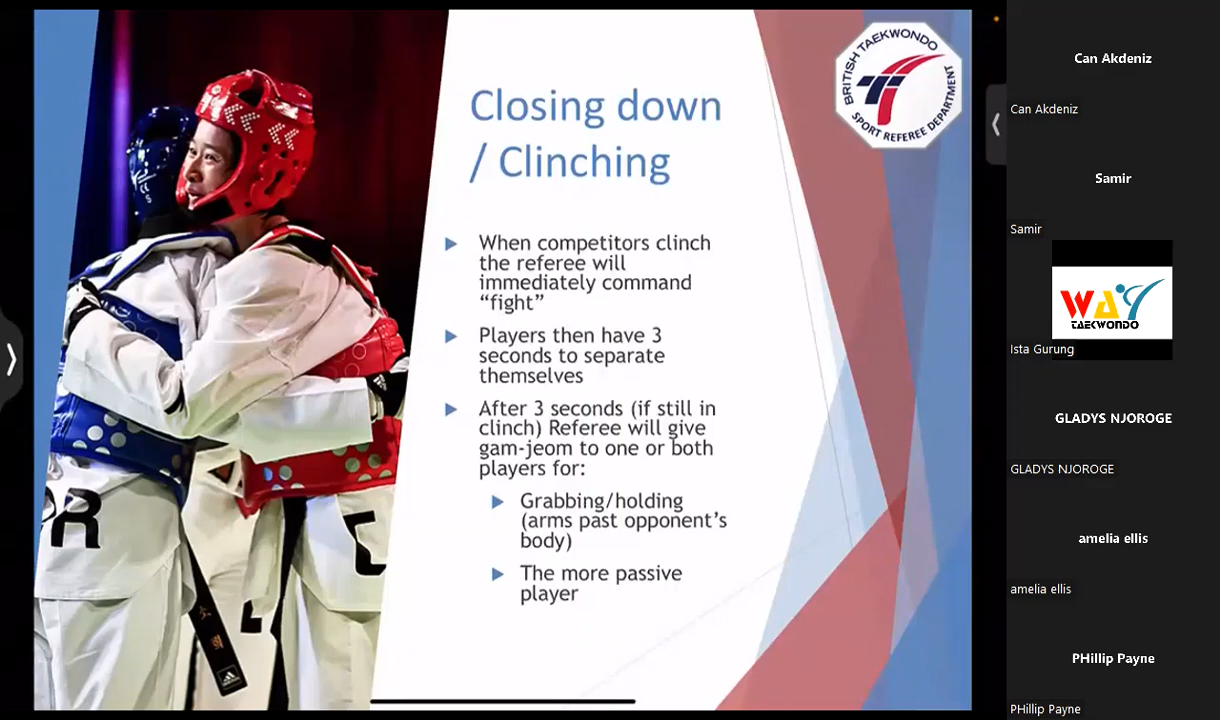 Closing down
/ Clinching
When competitors clinch
the referee will
immediately command
“fight”
Players then have 3
seconds to separate
themselves
After 3 seconds (if still in
clinch) Referee will give
gam-jeom to one or both
players for:
Grabbing/holding
(arms past opponent’s
body)
The more passive
player
BRITISH TAEKWONDO
SPORT REFEREE DEPARTMENT
adidas
Can Akdeniz
Can Akdeniz
Samir
Samir
WAY
TAEKWONDO
Ista Gurung
GLADYS NJOROGE
GLADYS NJOROGE
amelia ellis
amelia ellis
PHillip Payne
PHillip Payne